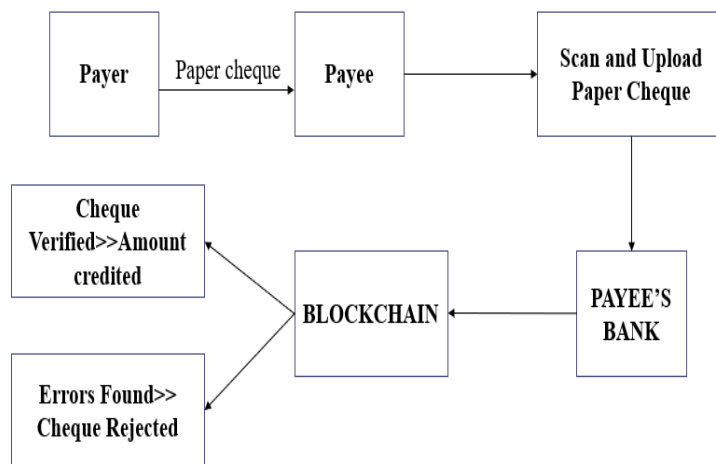 Payer
Paper cheque
Payee
Scan and Upload
Paper Cheque
PAYEE'S
BANK
BLOCKCHAIN
Cheque
Verified>>Amount
credited
Errors Found>>
Cheque Rejected